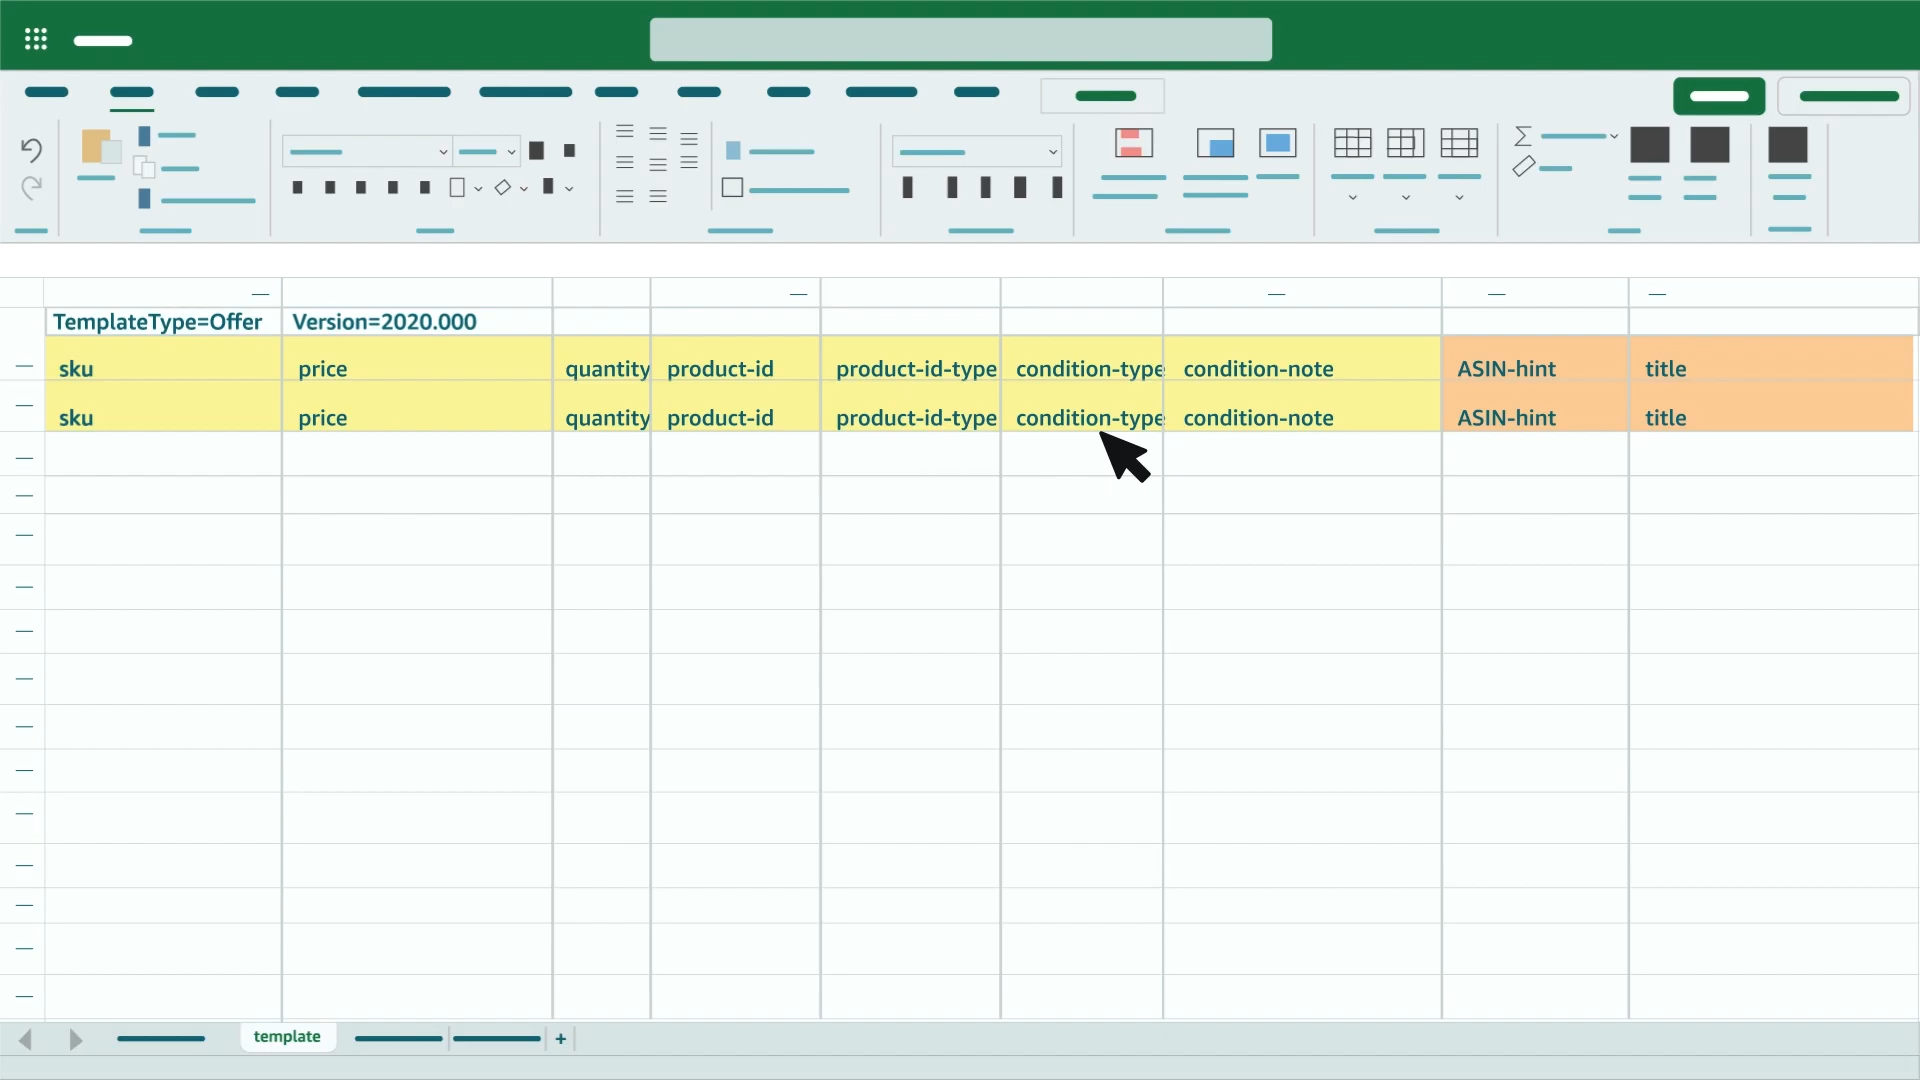 TemplateType=Offer Version=2020.000
sku price quantity product-id product-id-type condition-type condition-note ASIN-hint title
sku price quantity product-id product-id-type condition-type condition-note ASIN-hint title
template +